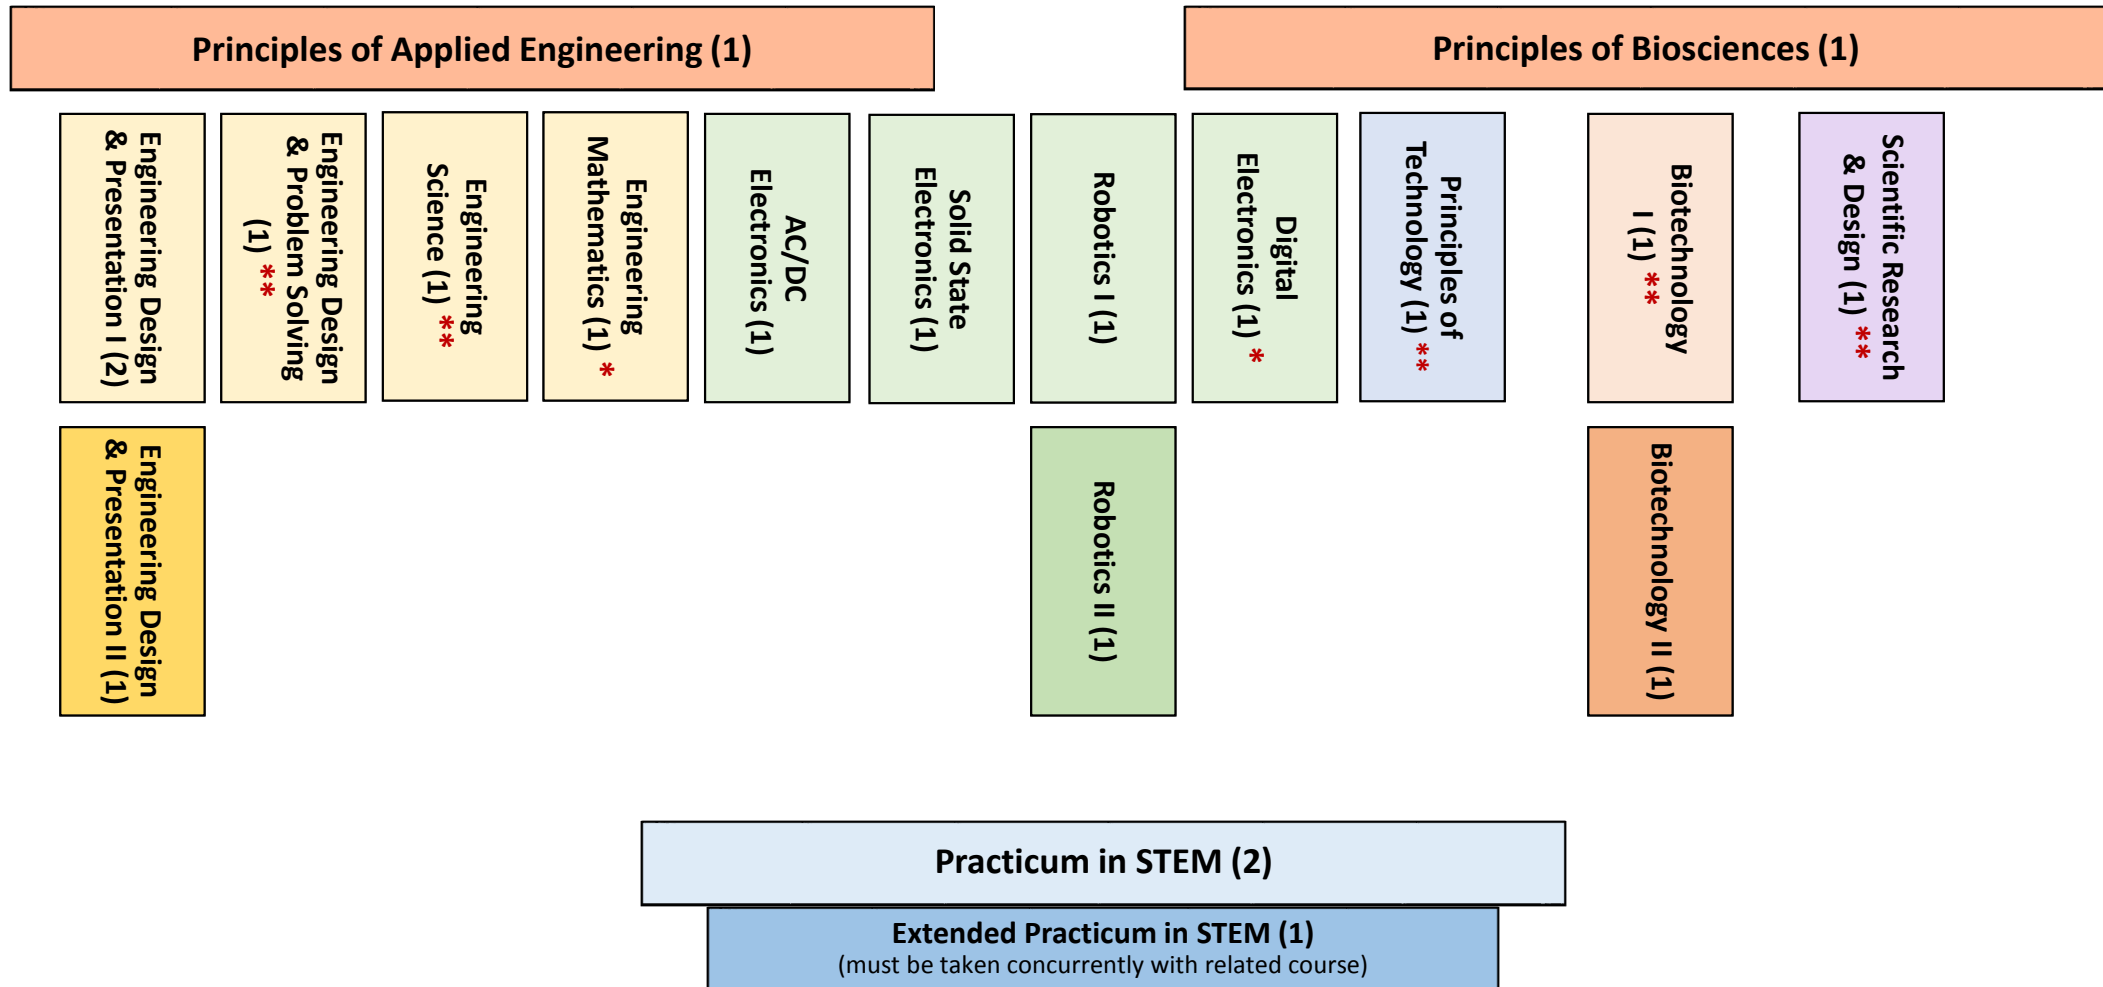 Principles of Applied Engineering (1)
Principles of Biosciences (1)
Engineering Design
& Presentation I (2)
Engineering Design
& Problem Solving
(1) **
Engineering
Science (1) **
Engineering
Mathematics (1) *
AC/DC
Electronics (1)
Solid State
Electronics (1)
Robotics I (1)
Digital
Electronics (1) *
Principles of
Technology (1) **
Biotechnology
I (1) **
Scientific Research
& Design (1) **
Engineering Design
& Presentation II (1)
Robotics II (1)
Biotechnology II (1)
Practicum in STEM (2)
Extended Practicum in STEM (1)
(must be taken concurrently with related course)